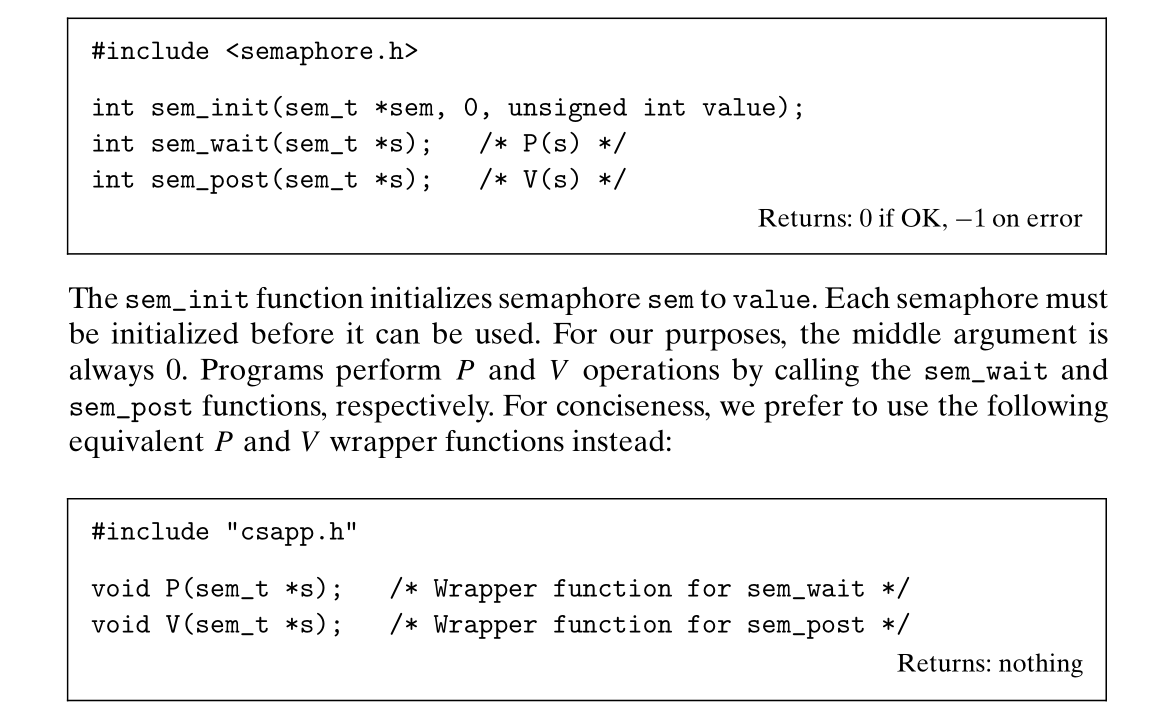 #include <semaphore.h>
int sem_init(sem_t *sem, 0, unsigned int value);
int sem_wait(sem_t *s);   /* P(s) */
int sem_post(sem_t *s);   /* V(s) */
Returns: 0 if OK, −1 on error
The sem_init function initializes semaphore sem to value. Each semaphore must
be initialized before it can be used. For our purposes, the middle argument is
always 0. Programs perform P and V operations by calling the sem_wait and
sem_post functions, respectively. For conciseness, we prefer to use the following
equivalent P and V wrapper functions instead:
#include "csapp.h"
void P(sem_t *s);   /* Wrapper function for sem_wait */
void V(sem_t *s);   /* Wrapper function for sem_post */
Returns: nothing